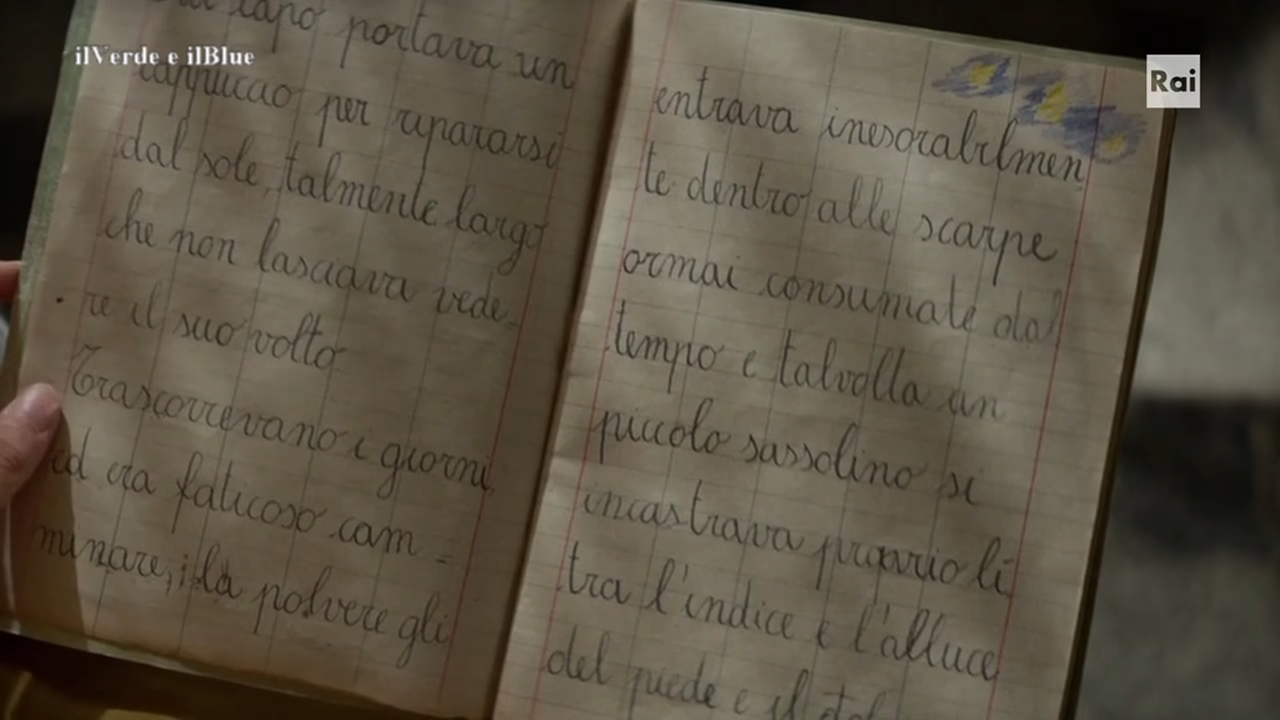 ilVerde e ilBlue
Rai
capo portava un
cappuccio per ripararsi
dal sole, talmente largo
che non lasciava vede
re il suo volto
Trascorrevano i giorni
ed era faticoso cam =
minare, la polvere gli
entrava inesorabilmen
te dentro alle scarpe
ormai consumate dal
tempo e talvolta un
piccolo sassolino si
incastrava proprio li
tra l'indice e l'alluce
del piede e il